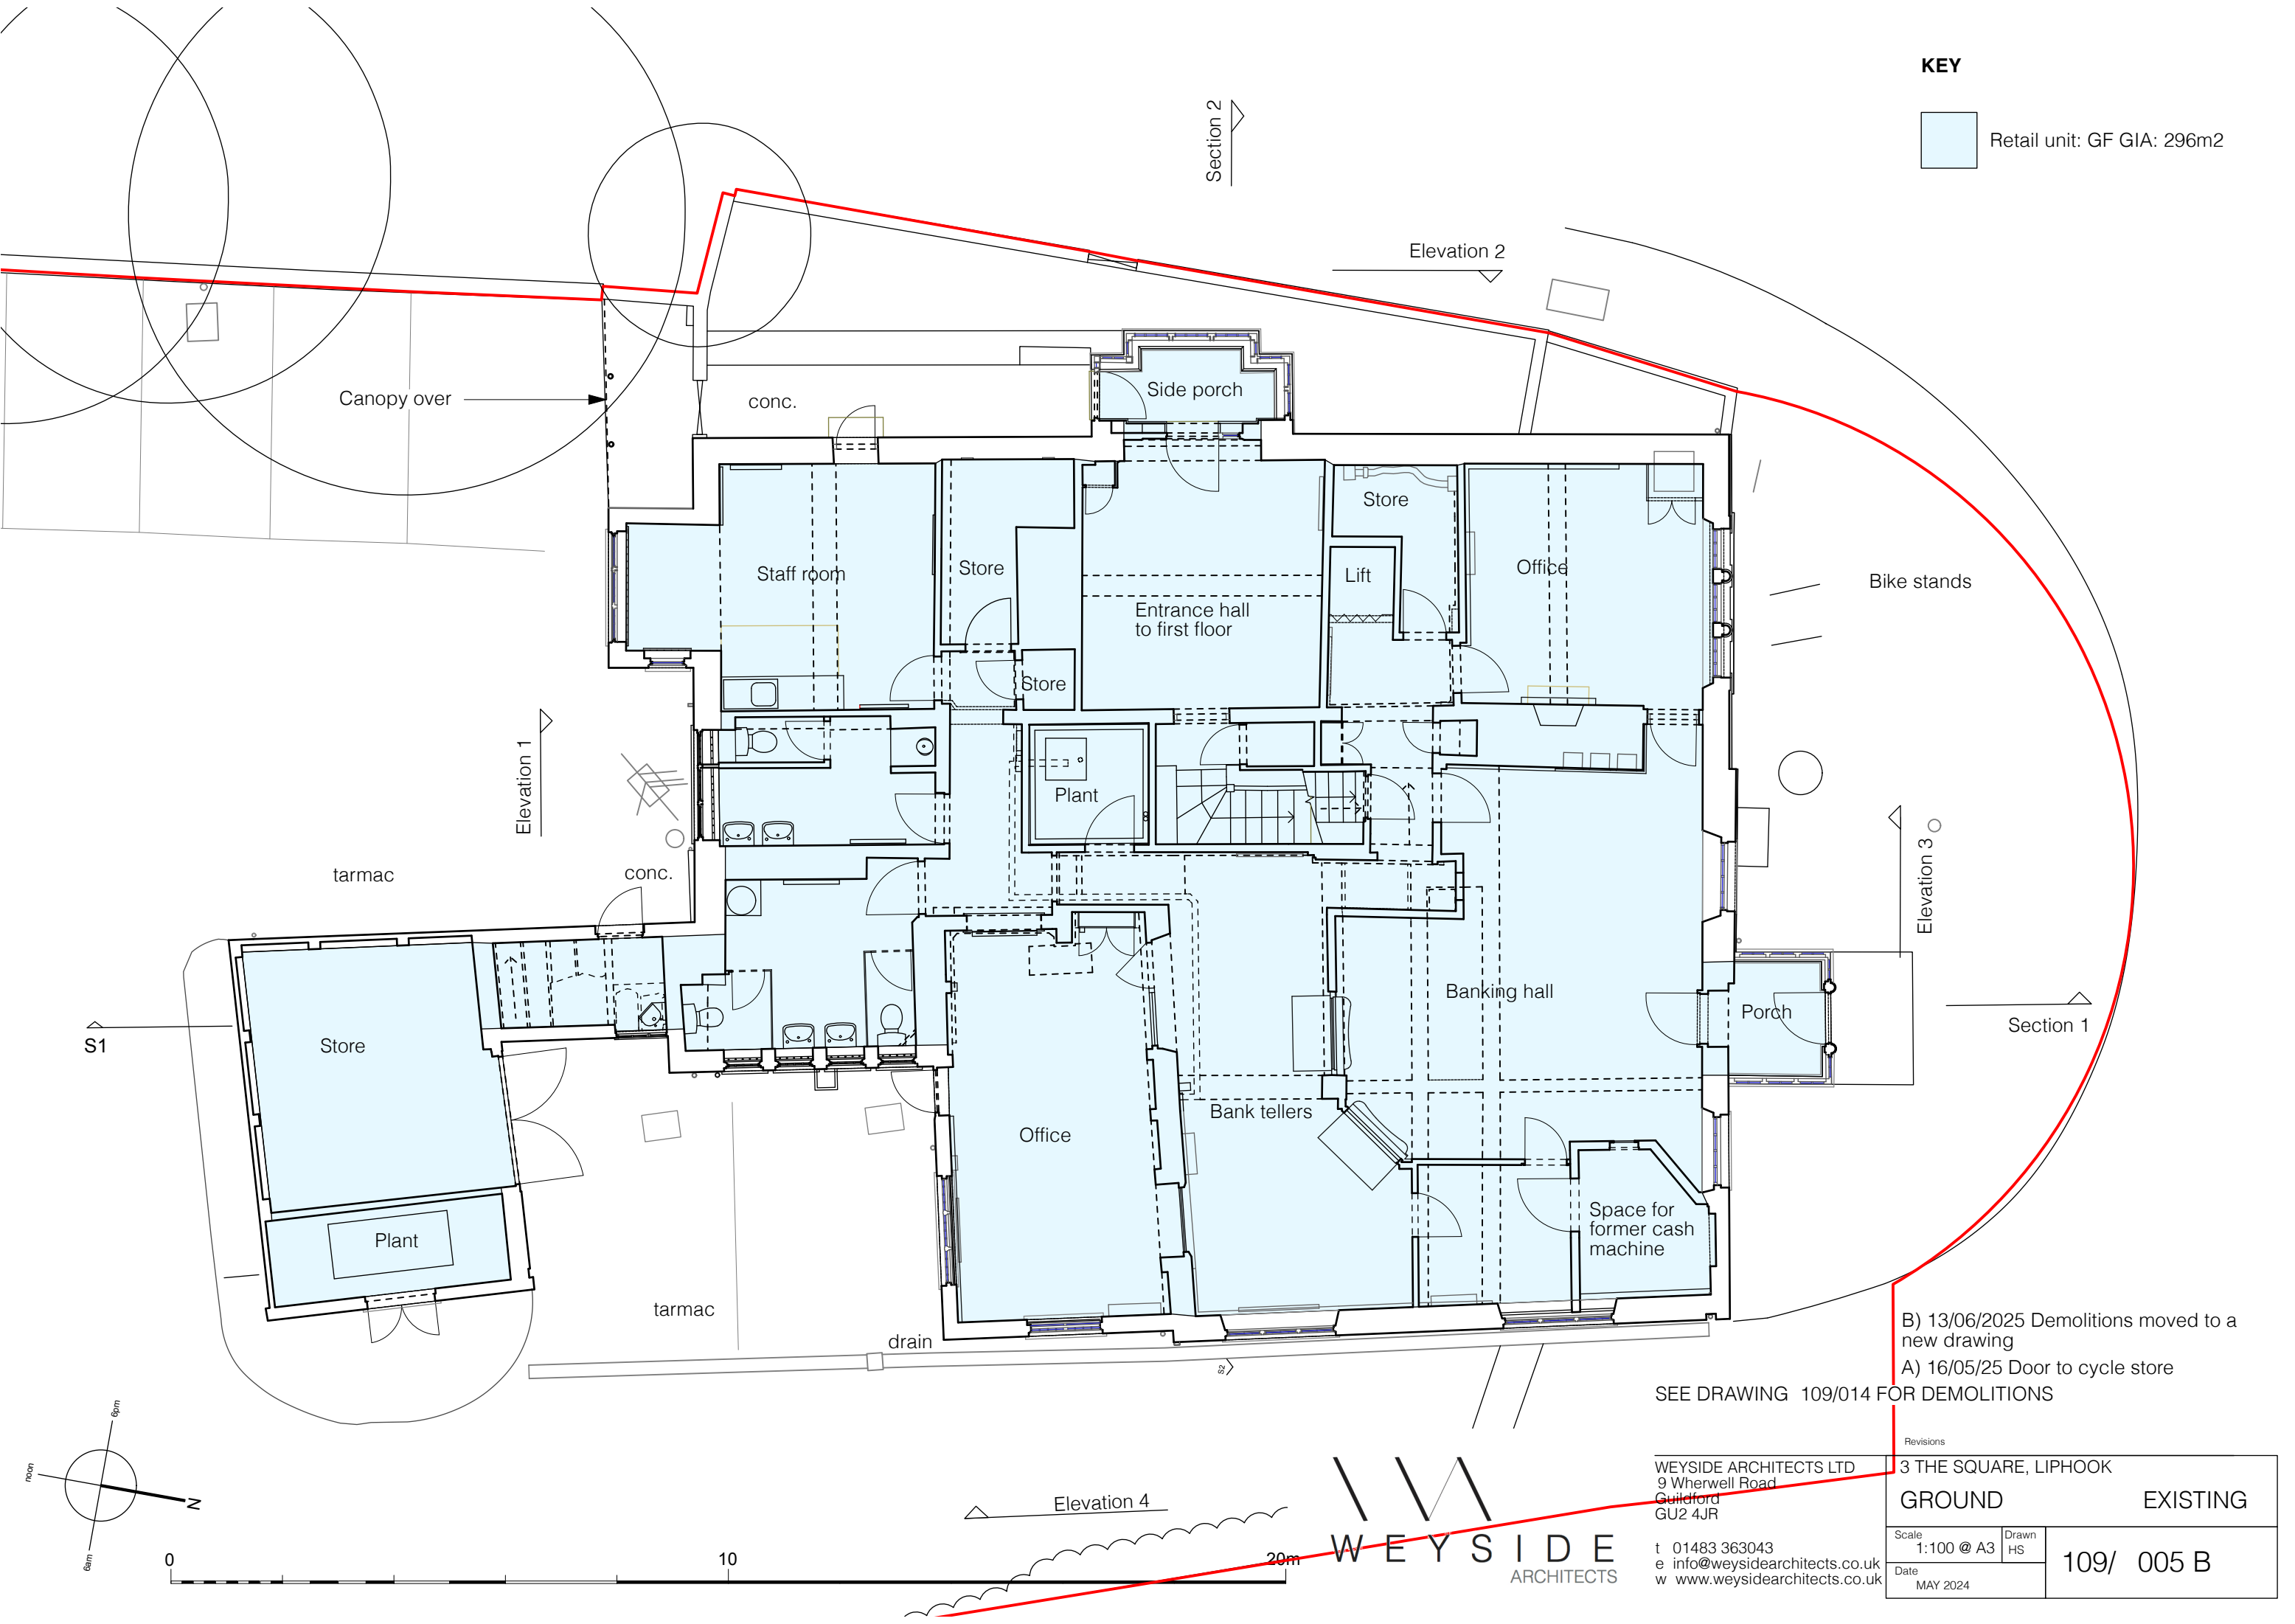 KEY
Retail unit: GF GIA: 296m2
Section 2
Elevation 2
Canopy over
conc.
Side porch
Store
Staff room
Store
Lift
Office
Bike stands
Entrance hall
to first floor
Store
Elevation 1
Plant
Elevation 3
tarmac
conc.
Banking hall
Porch
Section 1
S1
Store
Bank tellers
Office
Space for
former cash
machine
Plant
tarmac
drain
S2
B) 13/06/2025 Demolitions moved to a
new drawing
A) 16/05/25 Door to cycle store
SEE DRAWING 109/014 FOR DEMOLITIONS
Revisions
6pm
noon
N
6am
Elevation 4
0
10
20m
WEYSIDE
ARCHITECTS
WEYSIDE ARCHITECTS LTD
9 Wherwell Road
Guildford
GU2 4JR
t 01483 363043
e info@weysidearchitects.co.uk
w www.weysidearchitects.co.uk
3 THE SQUARE, LIPHOOK
GROUND EXISTING
Scale
1:100 @ A3
Drawn
HS
Date
MAY 2024
109/ 005 B